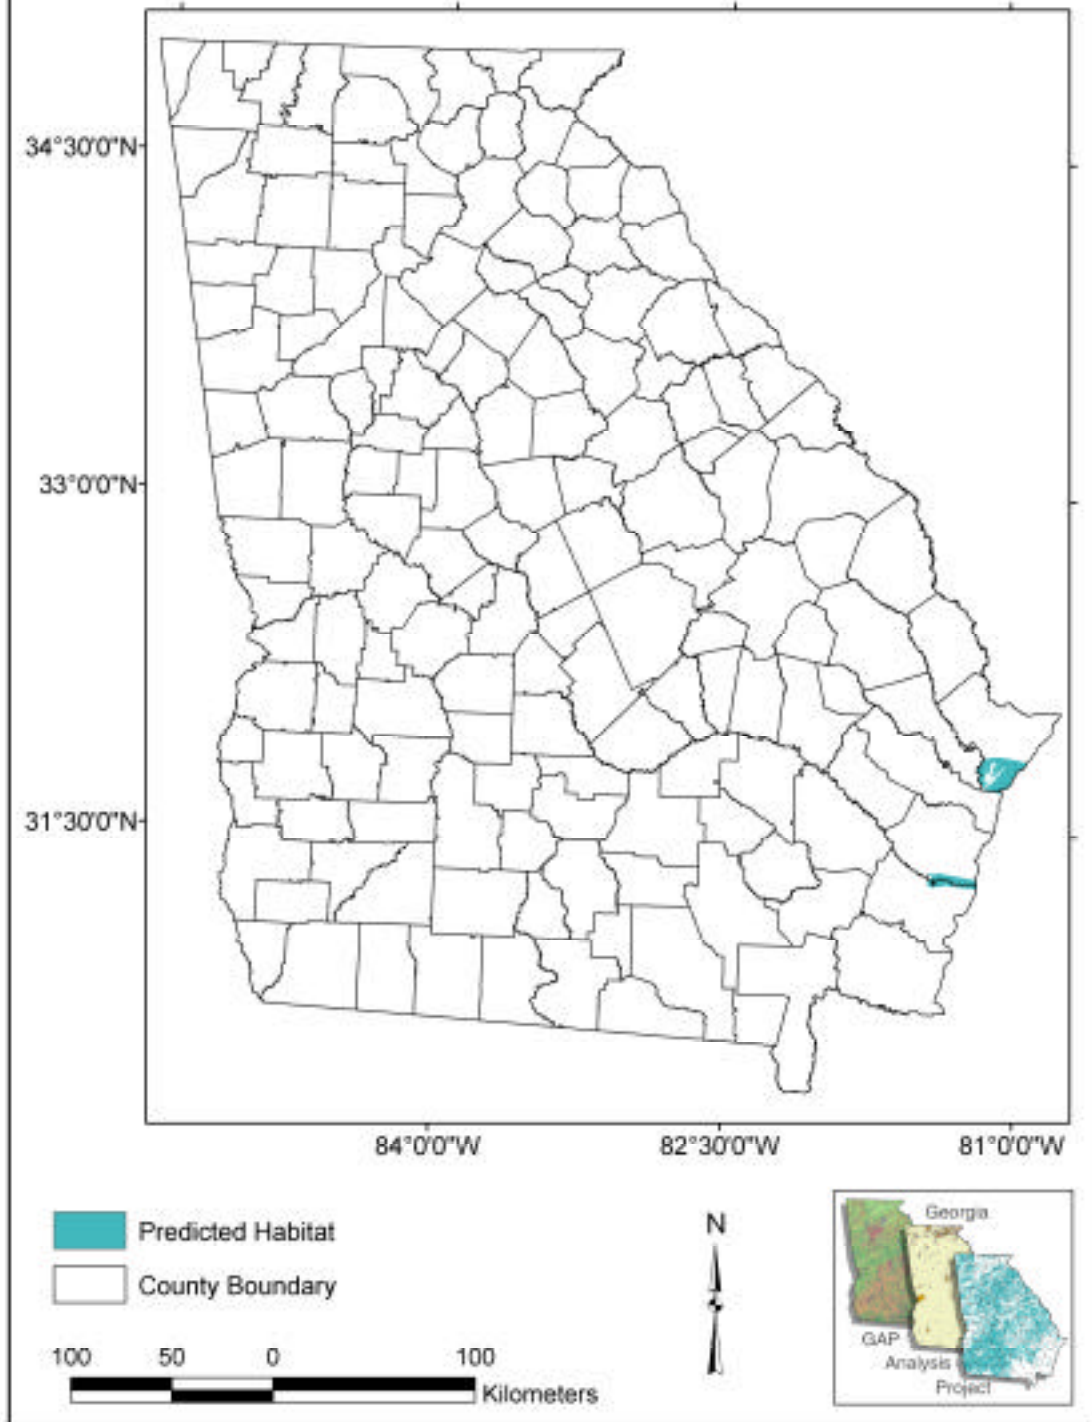 34°30'0"N
33°0'0"N
31°30'0"N
84°0'0"W
82°30'0"W
81°0'0"W
Predicted Habitat
County Boundary
N
100
50
0
100
Kilometers
Georgia
GAP
Analysis
Project